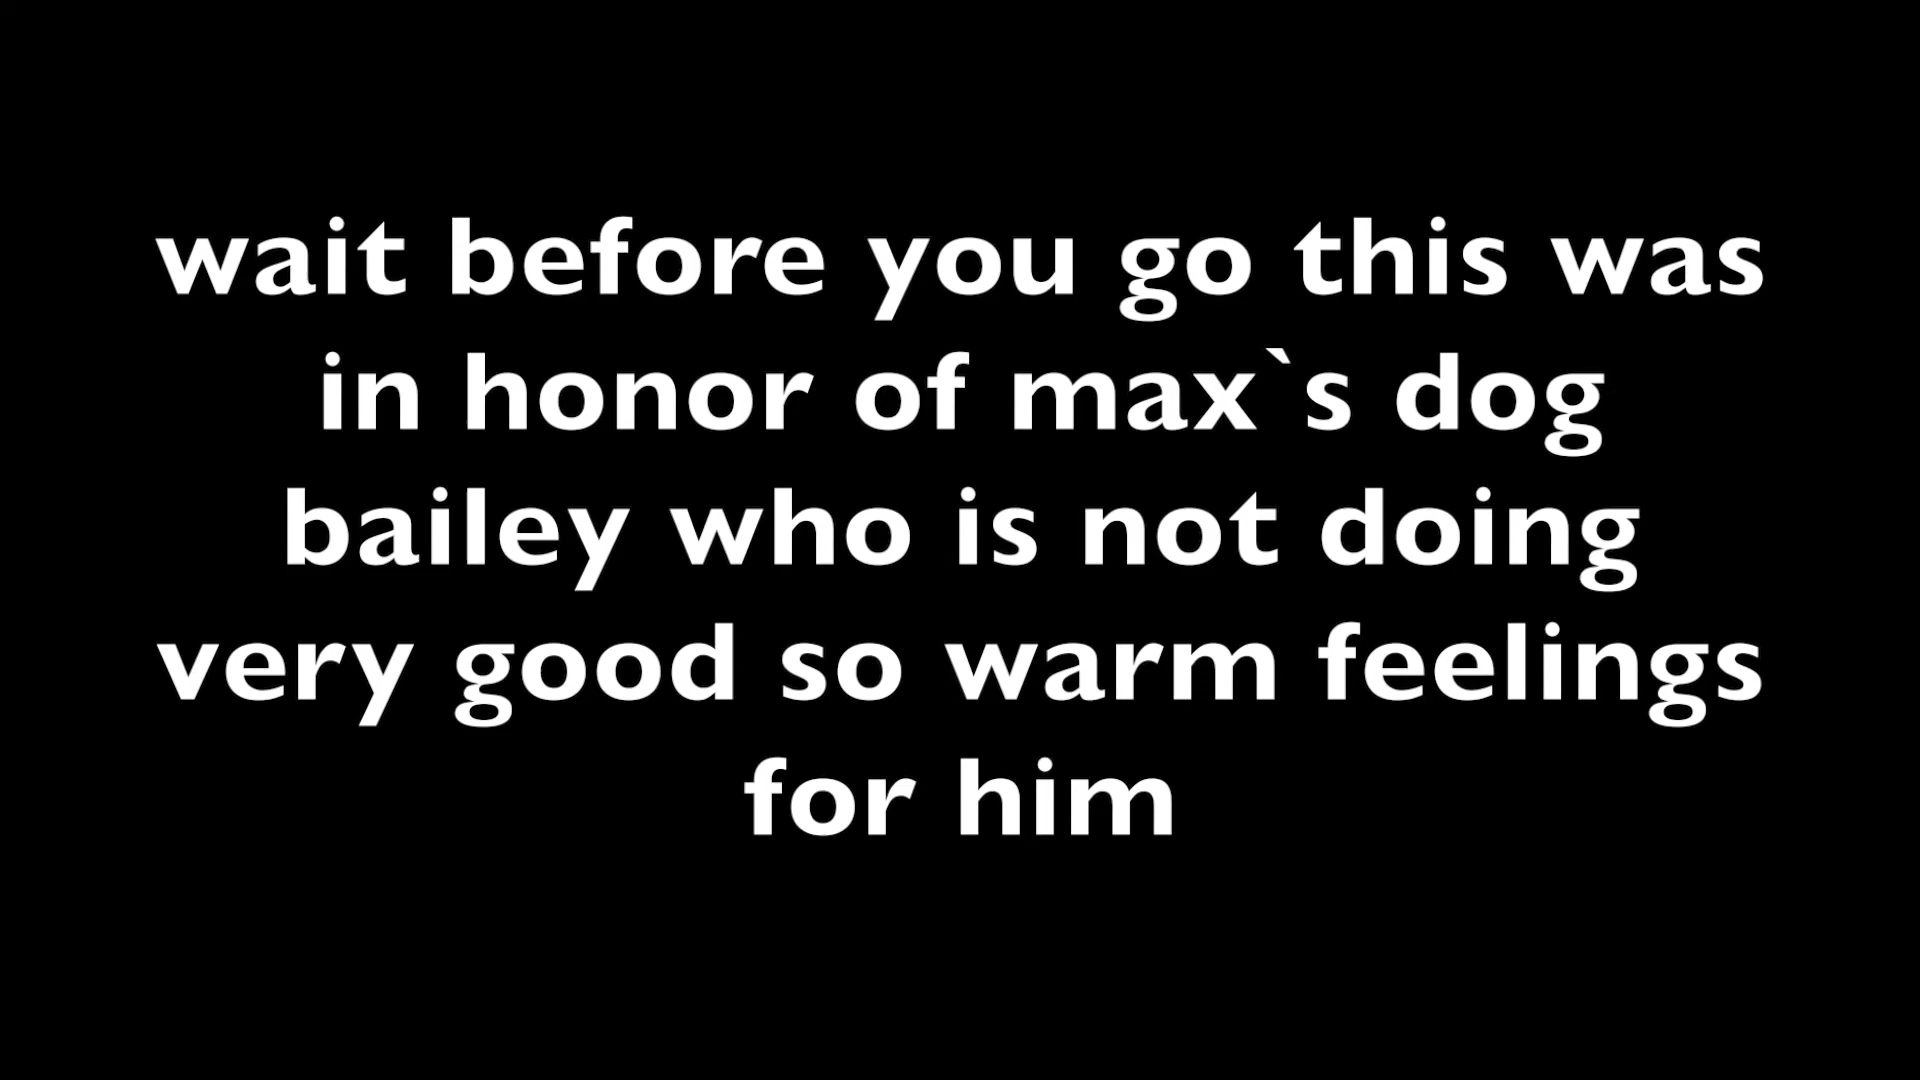 wait before you go this was
in honor of max`s dog
bailey who is not doing
very good so warm feelings
for him